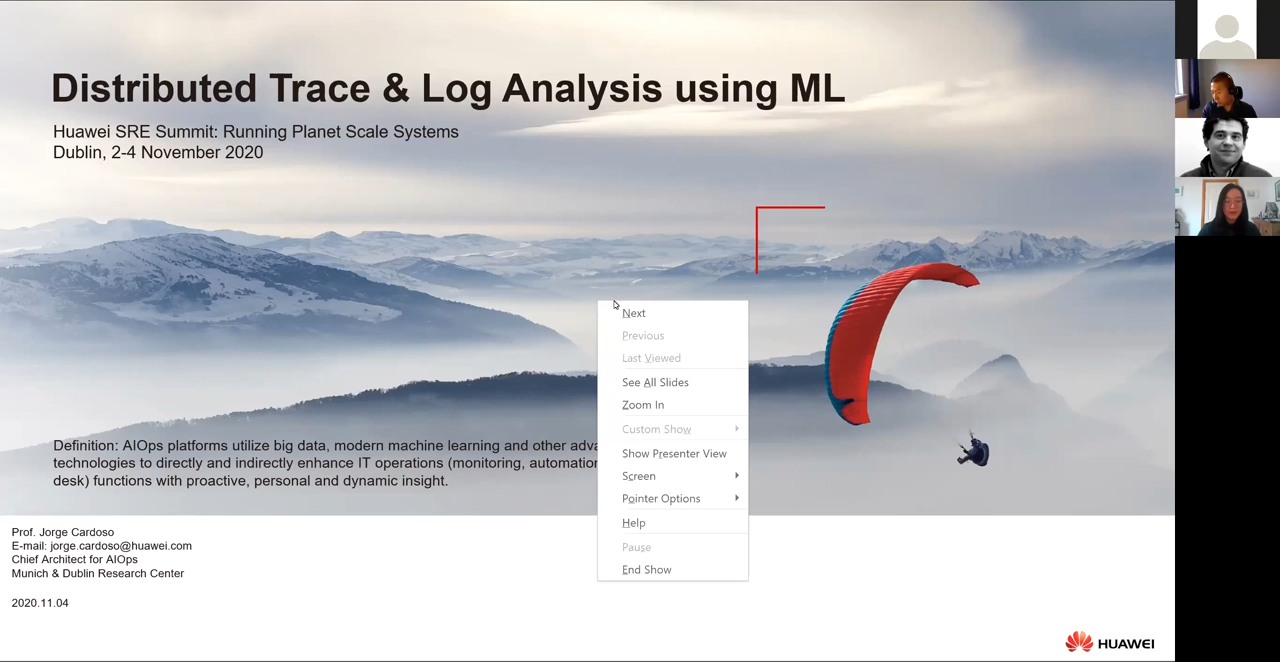 Distributed Trace & Log Analysis using ML
Huawei SRE Summit: Running Planet Scale Systems
Dublin, 2-4 November 2020
Definition: AIOps platforms utilize big data, modern machine learning and other adva
technologies to directly and indirectly enhance IT operations (monitoring, automation
desk) functions with proactive, personal and dynamic insight.
Next
Previous
Last Viewed
See All Slides
Zoom In
Custom Show
Show Presenter View
Screen
Pointer Options
Help
Pause
End Show
Prof. Jorge Cardoso
E-mail: jorge.cardoso@huawei.com
Chief Architect for AIOps
Munich & Dublin Research Center
2020.11.04
HUAWEI